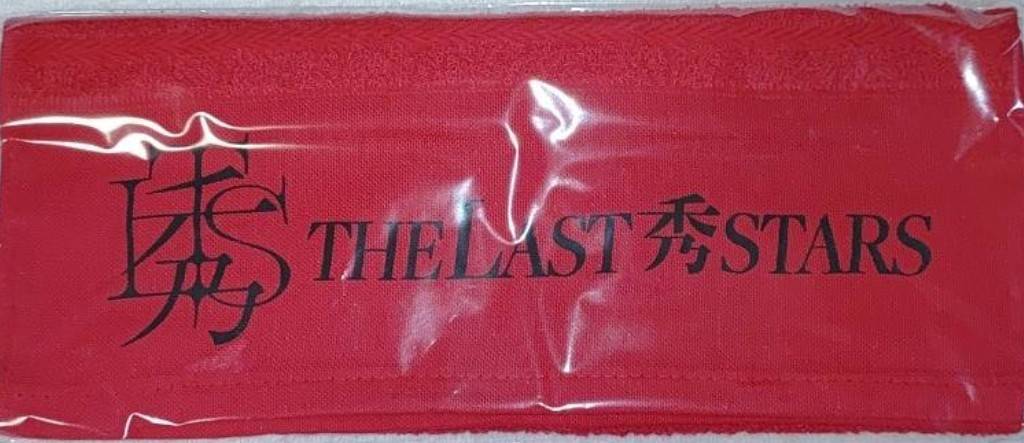 THE LAST 秀 STARS